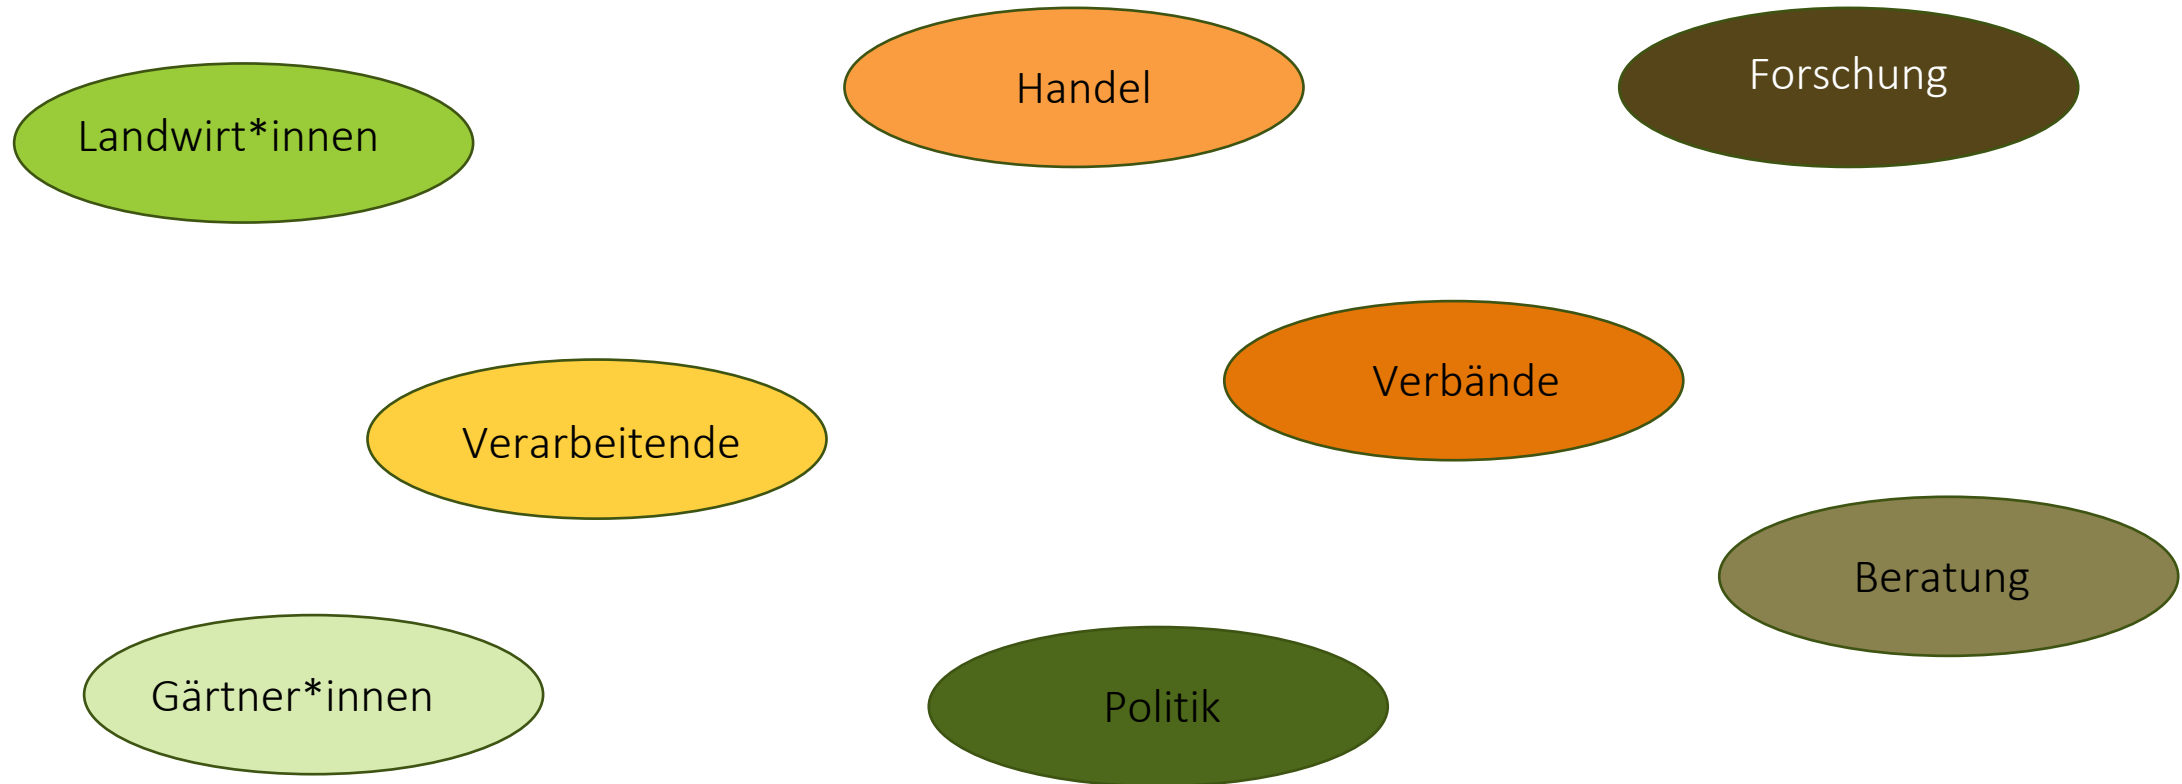 Handel
Forschung
Landwirt*innen
Verbände
Verarbeitende
Beratung
Gärtner*innen
Politik